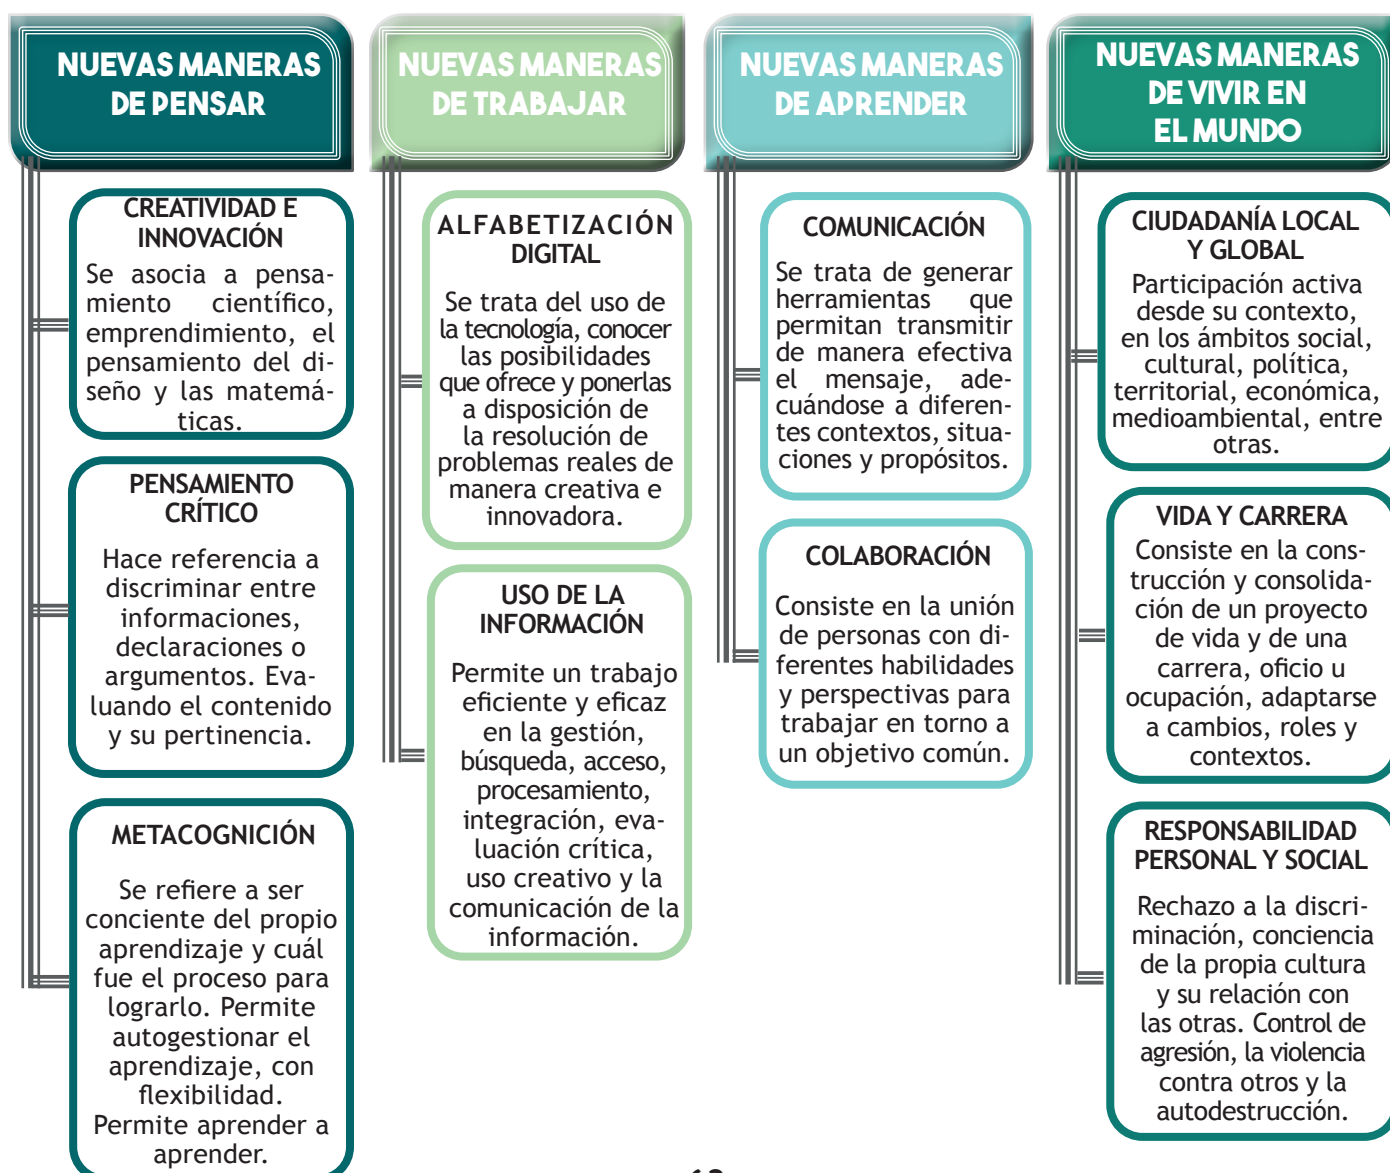 NUEVAS MANERAS
DE PENSAR
CREATIVIDAD E
INNOVACIÓN
Se asocia a pensa-
miento científico,
emprendimiento, el
pensamiento del di-
seño y las matemá-
ticas.
PENSAMIENTO
CRÍTICO
Hace referencia a
discriminar entre
informaciones,
declaraciones o
argumentos. Eva-
luando el contenido
y su pertinencia.
METACOGNICIÓN
Se refiere a ser
conciente del propio
aprendizaje y cuál
fue el proceso para
lograrlo. Permite
autogestionar el
aprendizaje, con
flexibilidad.
Permite aprender a
aprender.
NUEVAS MANERAS
DE TRABAJAR
ALFABETIZACIÓN
DIGITAL
Se trata del uso de
la tecnología, conocer
las posibilidades
que ofrece y ponerlas
a disposición de
la resolución de
problemas reales de
manera creativa e
innovadora.
USO DE LA
INFORMACIÓN
Permite un trabajo
eficiente y eficaz
en la gestión,
búsqueda, acceso,
procesamiento,
integración, eva-
luación crítica,
uso creativo y la
comunicación de la
información.
NUEVAS MANERAS
DE APRENDER
COMUNICACIÓN
Se trata de generar
herramientas que
permitan transmitir
de manera efectiva
el mensaje, ade-
cuándose a diferen-
tes contextos, situa-
ciones y propósitos.
COLABORACIÓN
Consiste en la unión
de personas con di-
ferentes habilidades
y perspectivas para
trabajar en torno a
un objetivo común.
NUEVAS MANERAS
DE VIVIR EN
EL MUNDO
CIUDADANÍA LOCAL
Y GLOBAL
Participación activa
desde su contexto,
en los ámbitos social,
cultural, política,
territorial, económica,
medioambiental, entre
otras.
VIDA Y CARRERA
Consiste en la cons-
trucción y consolida-
ción de un proyecto
de vida y de una
carrera, oficio u
ocupación, adaptarse
a cambios, roles y
contextos.
RESPONSABILIDAD
PERSONAL Y SOCIAL
Rechazo a la discri-
minación, conciencia
de la propia cultura
y su relación con
las otras. Control de
agresión, la violencia
contra otros y la
autodestrucción.